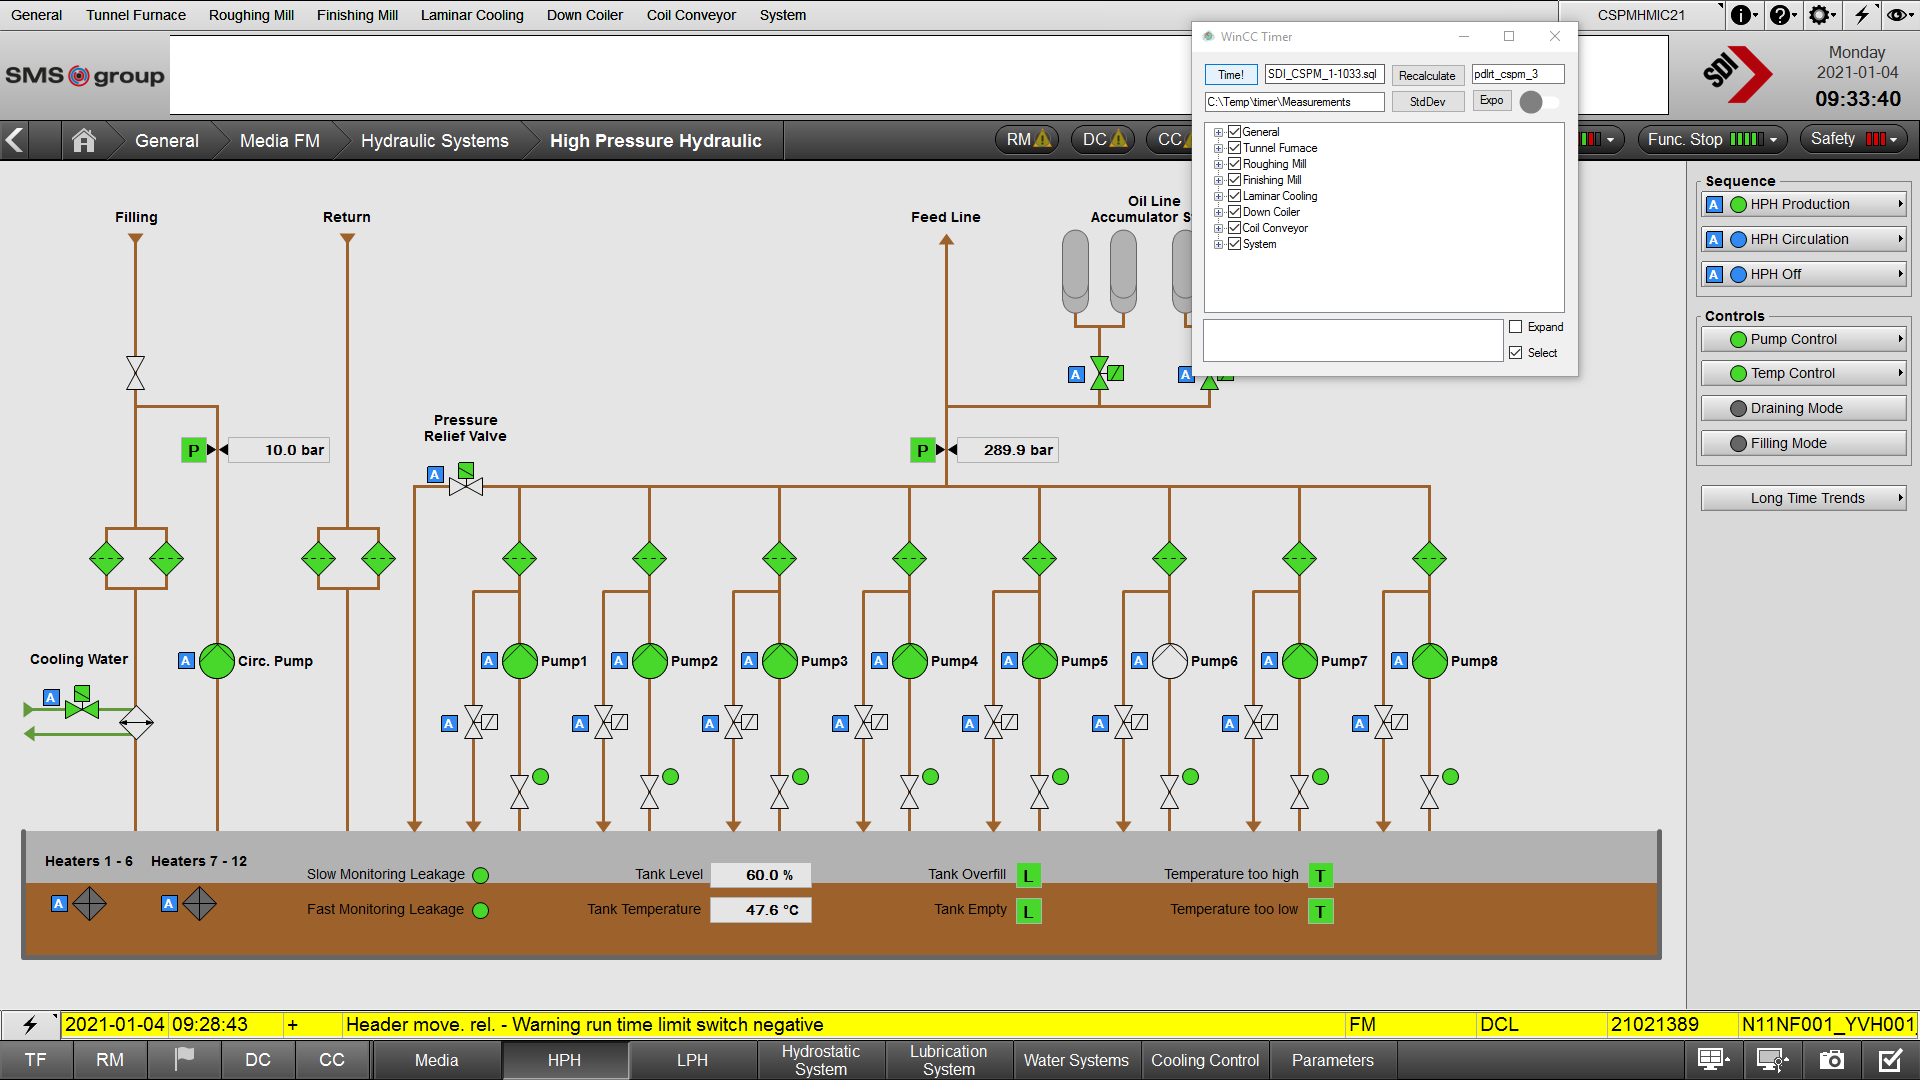 General Tunnel Furnace Roughing Mill Finishing Mill Laminar Cooling Down Coiler Coil Conveyor System CSPMHMIC21
SMS group
SDI
Monday
2021-01-04
09:33:40
General Media FM Hydraulic Systems High Pressure Hydraulic RM DC CC Func. Stop Safety
WinCC Timer
Time! SDI_CSPM_1-1033.sql Recalculate pdlrt_cspm_3
C:\Temp\timer\Measurements StdDev Expo
General
Tunnel Furnace
Roughing Mill
Finishing Mill
Laminar Cooling
Down Coiler
Coil Conveyor
System
Expand
Select
Sequence
A HPH Production
A HPH Circulation
A HPH Off
Controls
Pump Control
Temp Control
Draining Mode
Filling Mode
Long Time Trends
Filling Return Feed Line
Oil Line
Accumulator S
A A
Pressure
Relief Valve
P 10.0 bar P 289.9 bar
A
Cooling Water
A
A Circ. Pump A Pump1 A Pump2 A Pump3 A Pump4 A Pump5 A Pump6 A Pump7 A Pump8
A A A A A A A A
Heaters 1 - 6 Heaters 7 - 12
A A
Slow Monitoring Leakage Tank Level 60.0 % Tank Overfill L Temperature too high T
Fast Monitoring Leakage Tank Temperature 47.6 °C Tank Empty L Temperature too low T
2021-01-04 09:28:43 + Header move. rel. - Warning run time limit switch negative FM DCL 21021389 N11NF001_YVH001
TF RM DC CC Media HPH LPH Hydrostatic System Lubrication System Water Systems Cooling Control Parameters